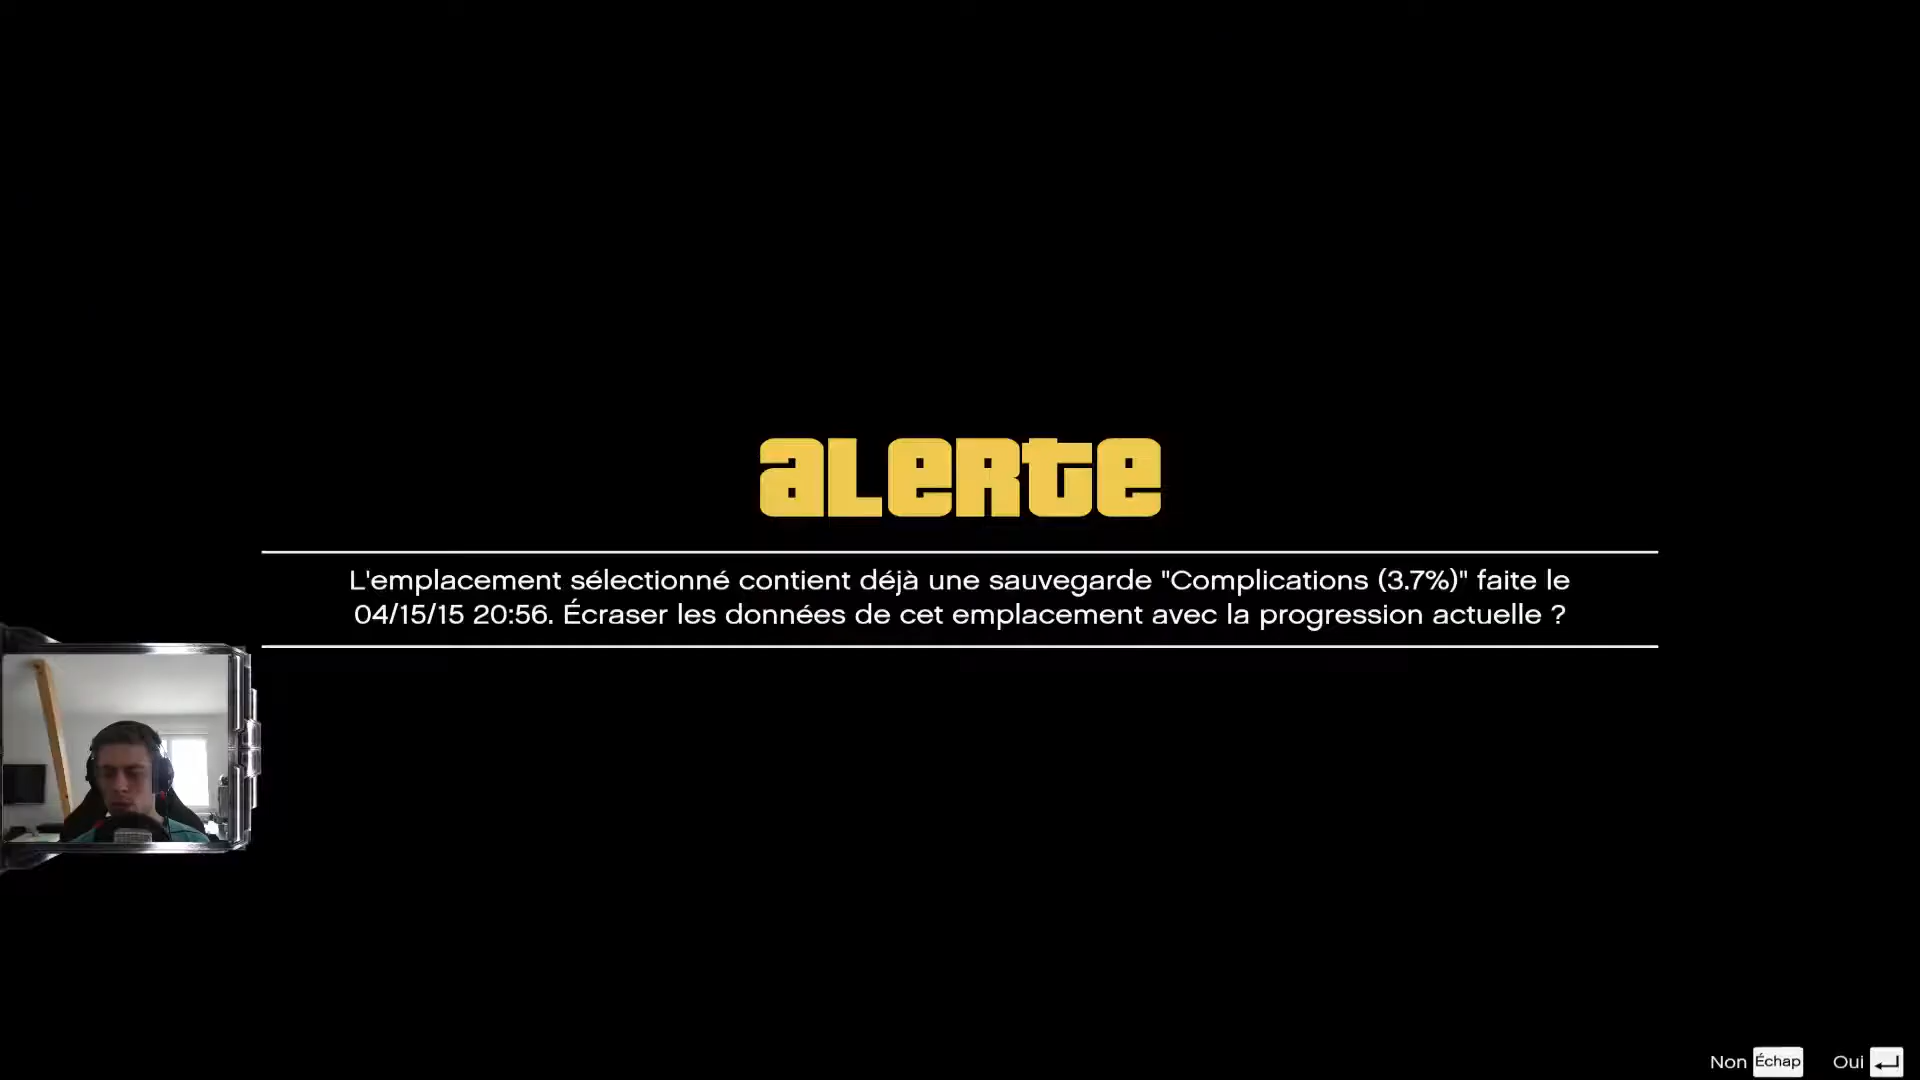 ALERTE
L'emplacement sélectionné contient déjà une sauvegarde "Complications (3.7%)" faite le
04/15/15 20:56. Écraser les données de cet emplacement avec la progression actuelle ?
Non Échap Oui